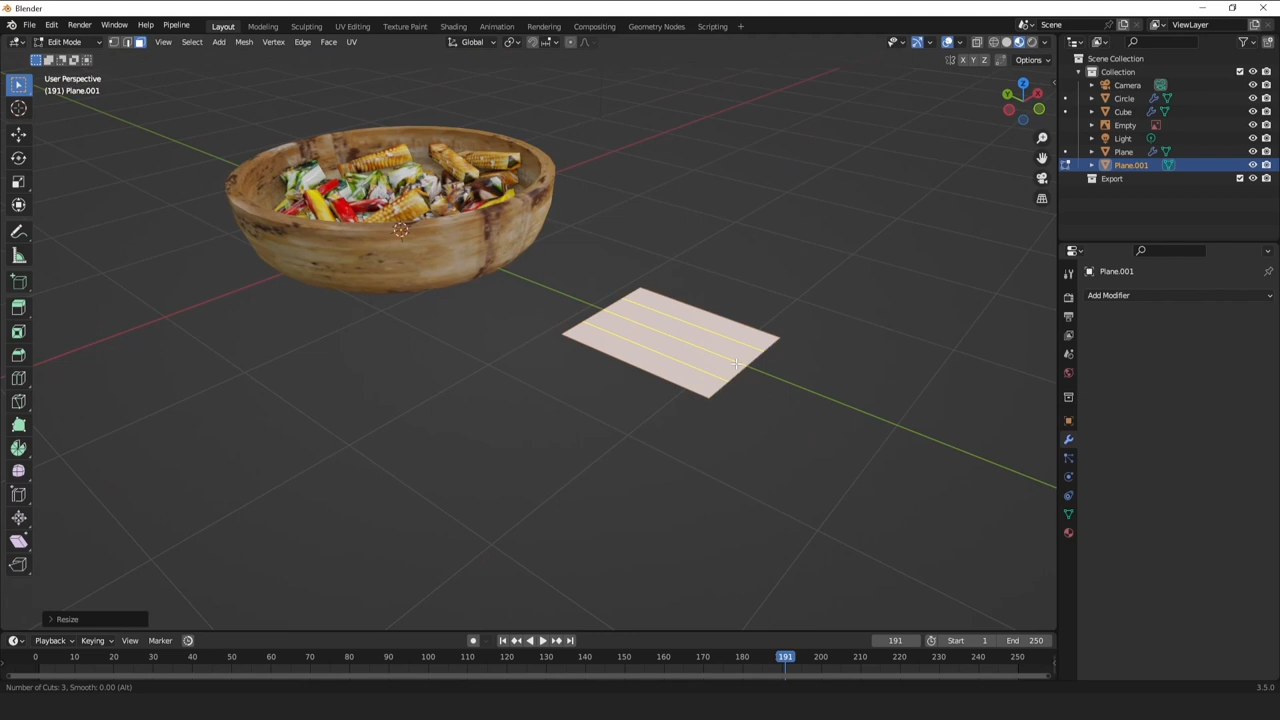 Blender
File Edit Render Window Help Pipeline
Layout Modeling Sculpting UV Editing Texture Paint Shading Animation Rendering Compositing Geometry Nodes Scripting +
Scene
ViewLayer
Edit Mode
View Select Add Mesh Vertex Edges Face UV
Global
X Y Z
Options
User Perspective
(191) Plane.001
Z
Y
X
Scene Collection
Collection
Camera
Circle
Cube
Empty
Light
Plane
Plane.001
Export
Plane.001
Add Modifier
Resize
Playback Keying View Marker
191
Start 1
End 250
0 10 20 30 40 50 60 70 80 90 100 110 120 130 140 150 160 170 180 191 200 210 220 230 240 250
Number of Cuts: 3, Smooth: 0.00 (Alt)
3.5.0